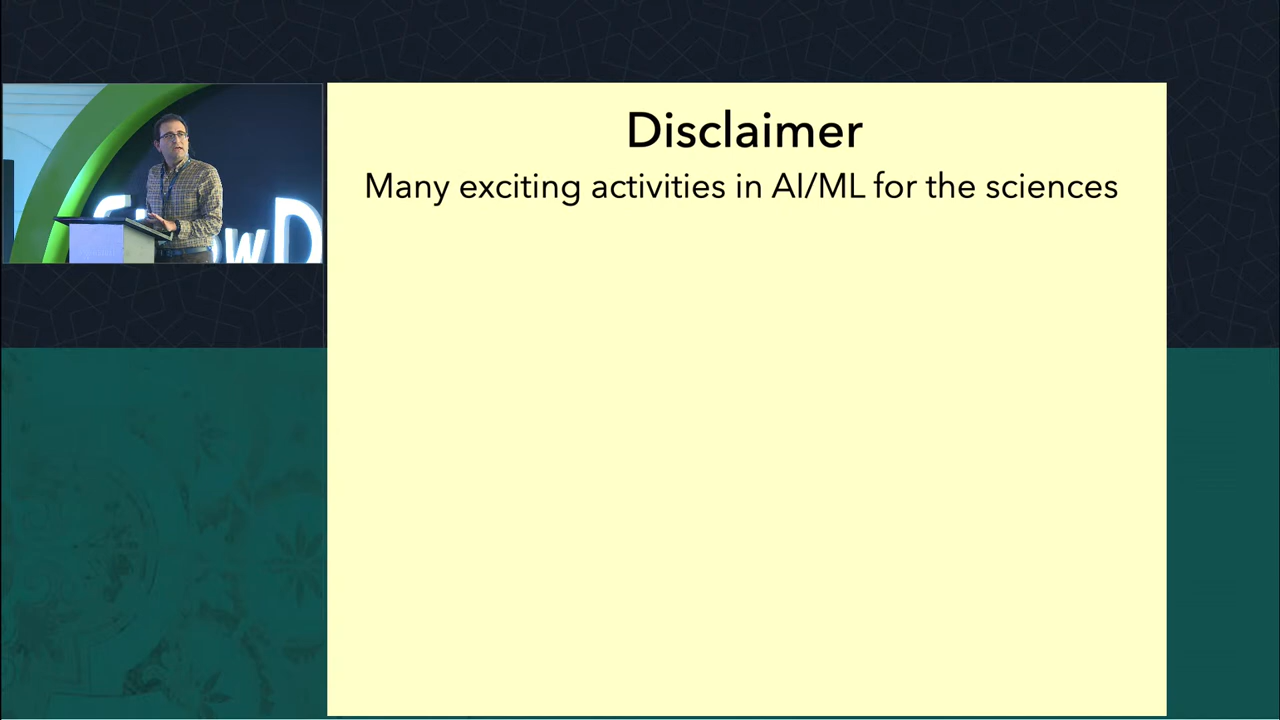 Disclaimer
Many exciting activities in AI/ML for the sciences